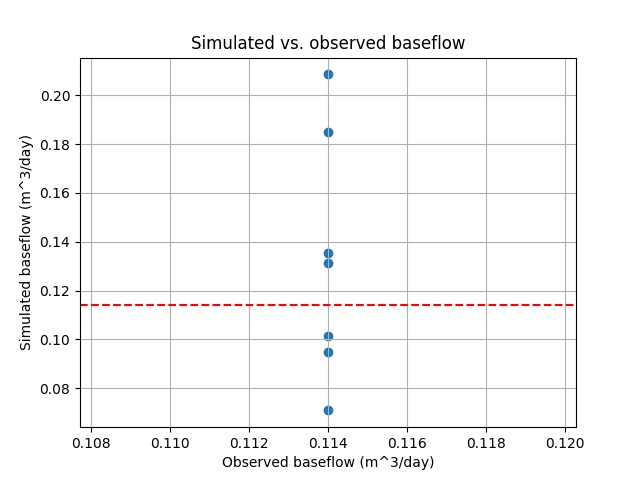 Simulated vs. observed baseflow
Simulated baseflow (m^3/day)
0.20
0.18
0.16
0.14
0.12
0.10
0.08
0.108 0.110 0.112 0.114 0.116 0.118 0.120
Observed baseflow (m^3/day)